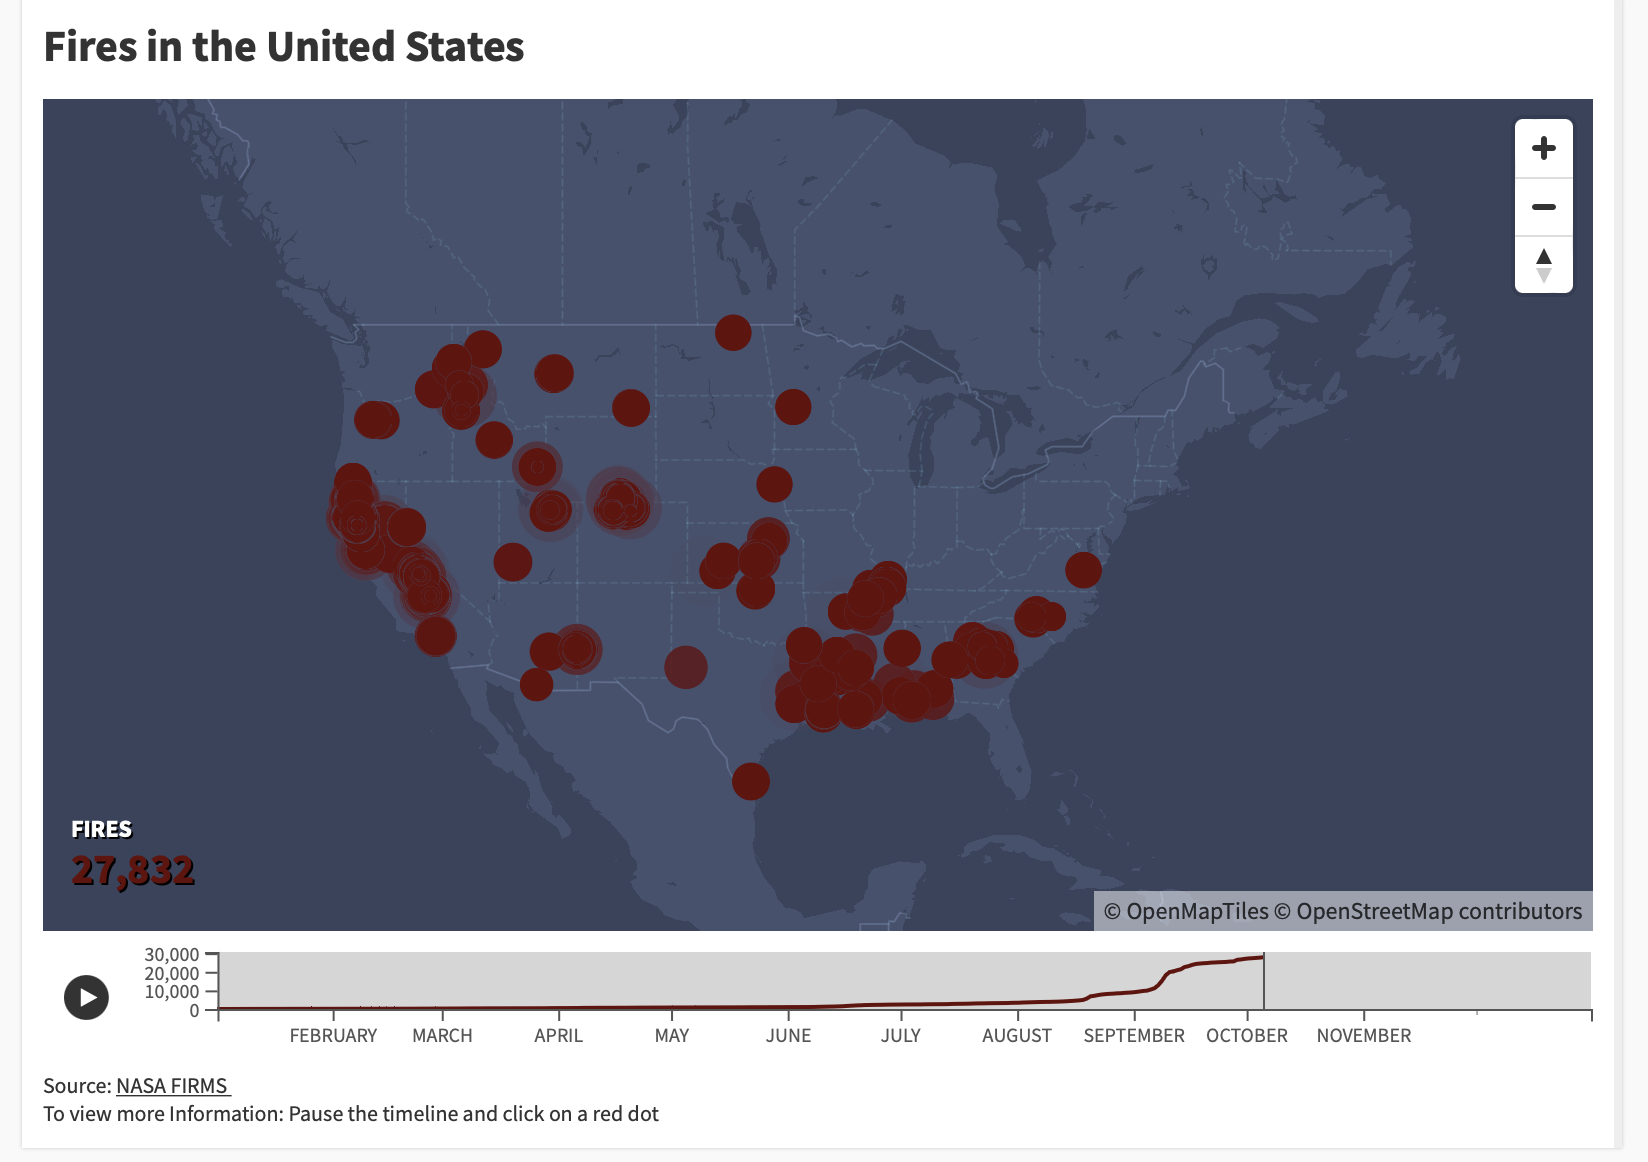 Fires in the United States
FIRES
27,832
© OpenMapTiles © OpenStreetMap contributors
30,000
20,000
10,000
0
FEBRUARY MARCH APRIL MAY JUNE JULY AUGUST SEPTEMBER OCTOBER NOVEMBER
Source: NASA FIRMS
To view more Information: Pause the timeline and click on a red dot